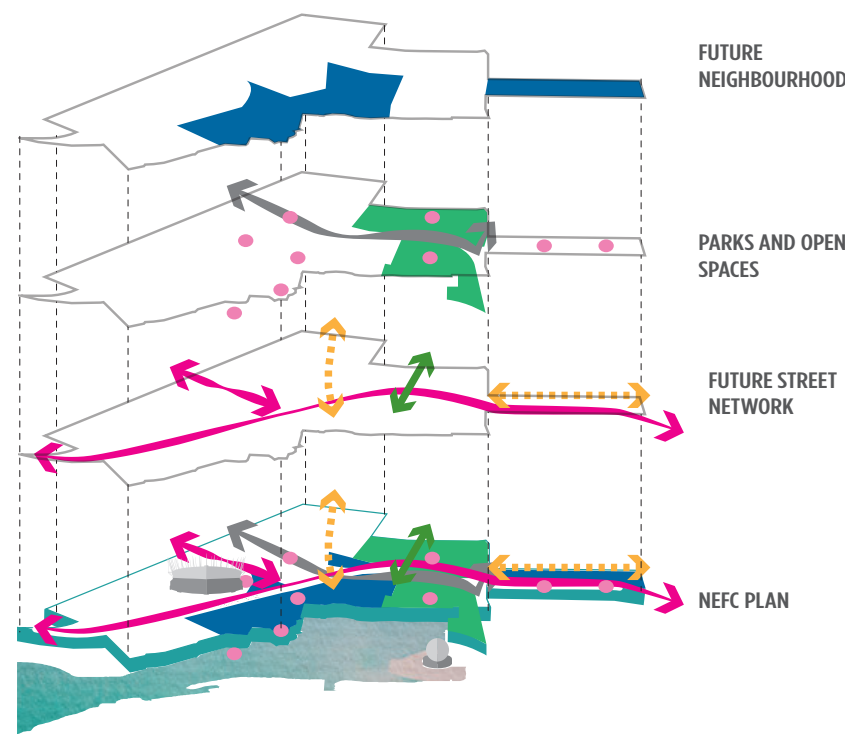 FUTURE
NEIGHBOURHOOD
PARKS AND OPEN
SPACES
FUTURE STREET
NETWORK
NEFC PLAN